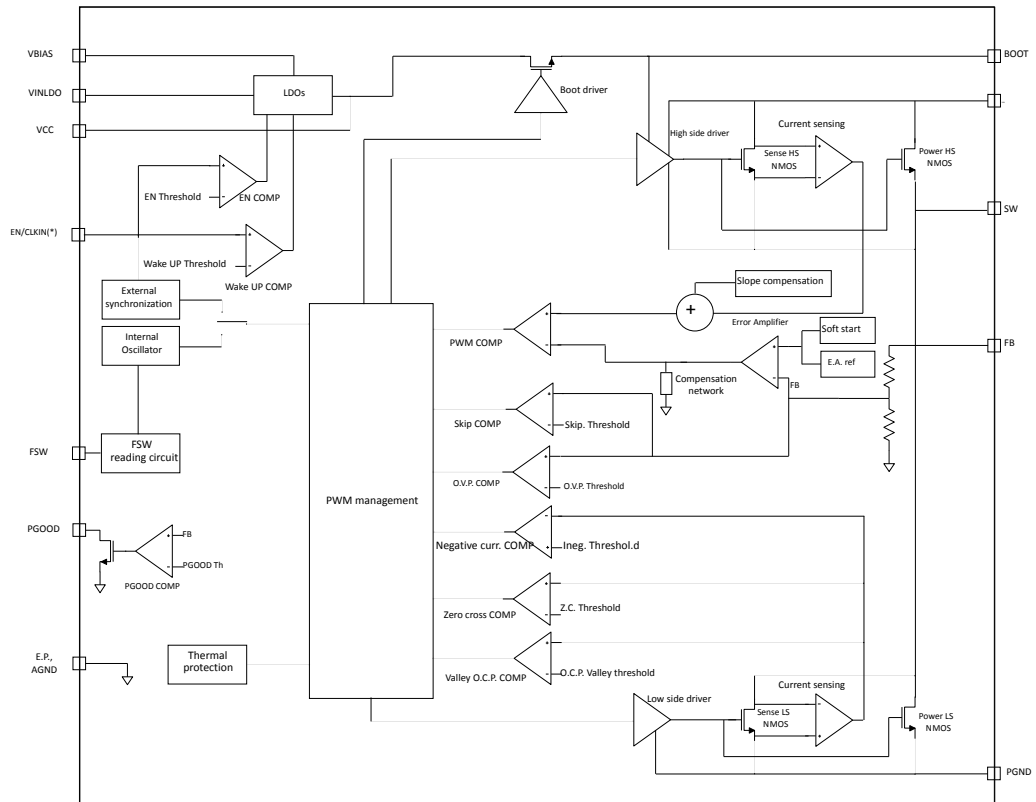 VBIAS
BOOT
VINLDO
LDOs
Boot driver
VCC
High side driver
Current sensing
Sense HS
NMOS
Power HS
NMOS
EN Threshold
EN COMP
SW
EN/CLKIN(*)
Wake UP Threshold
Wake UP COMP
External
synchronization
Slope compensation
+
Internal
Oscillator
PWM COMP
Error Amplifier
Soft start
E.A. ref
FB
FB
Compensation
network
Skip COMP
Skip. Threshold
FSW
FSW
reading circuit
O.V.P. COMP
O.V.P. Threshold
PWM management
PGOOD
FB
PGOOD Th
PGOOD COMP
Negative curr. COMP
Ineg. Threshol.d
Zero cross COMP
Z.C. Threshold
E.P.,
AGND
Thermal
protection
Valley O.C.P. COMP
O.C.P. Valley threshold
Low side driver
Current sensing
Sense LS
NMOS
Power LS
NMOS
PGND